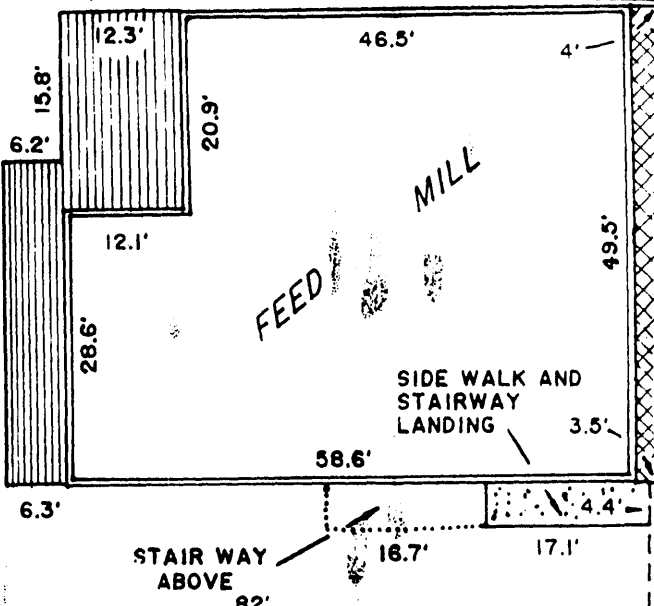 12.3'
46.5'
4'
15.8'
20.9'
6.2'
MILL
12.1'
49.5'
FEED
28.6'
SIDE WALK AND
STAIRWAY
LANDING
3.5'
58.6'
6.3'
4.4'
STAIR WAY
ABOVE
16.7'
17.1'
82'